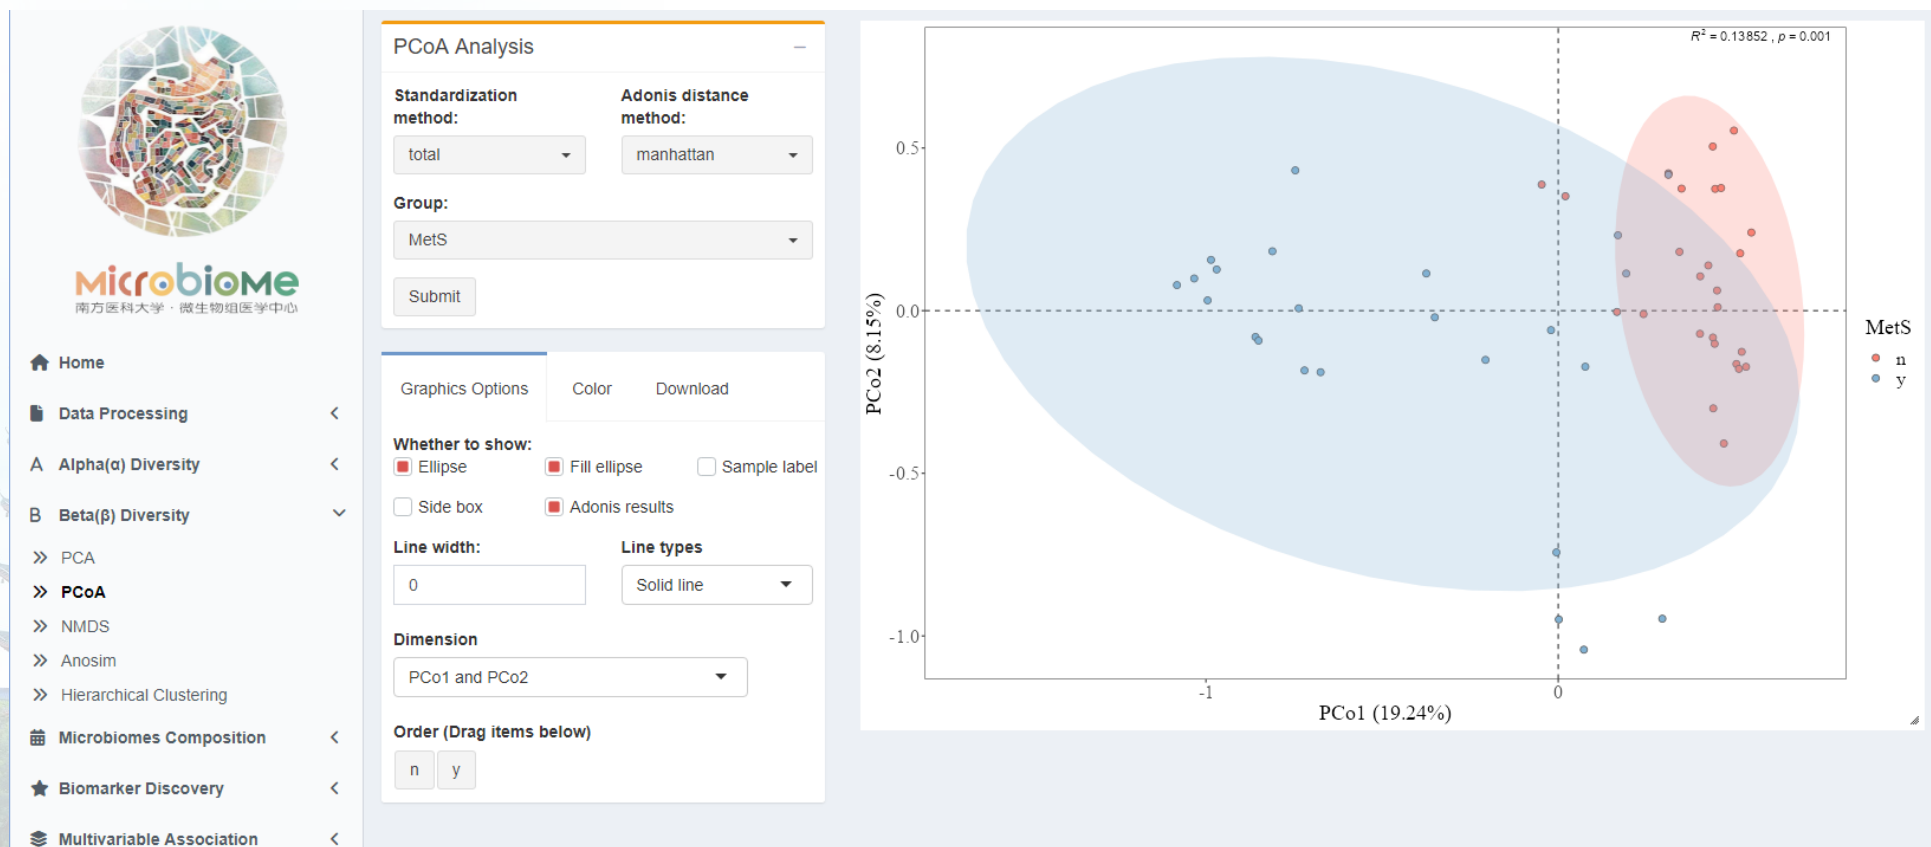 MicrobioMe
南方医科大学 · 微生物组医学中心
Home
Data Processing
A Alpha(α) Diversity
B Beta(β) Diversity
PCA
PCoA
NMDS
Anosim
Hierarchical Clustering
Microbiomes Composition
Biomarker Discovery
Multivariable Association
PCoA Analysis
Standardization method:
Adonis distance method:
total
manhattan
Group:
MetS
Submit
Graphics Options Color Download
Whether to show:
Ellipse Fill ellipse Sample label
Side box Adonis results
Line width: Line types
0 Solid line
Dimension
PCo1 and PCo2
Order (Drag items below)
n y
R² = 0.13852 , p = 0.001
0.5
0.0
-0.5
-1.0
PCo2 (8.15%)
-1 0
PCo1 (19.24%)
MetS
n
y